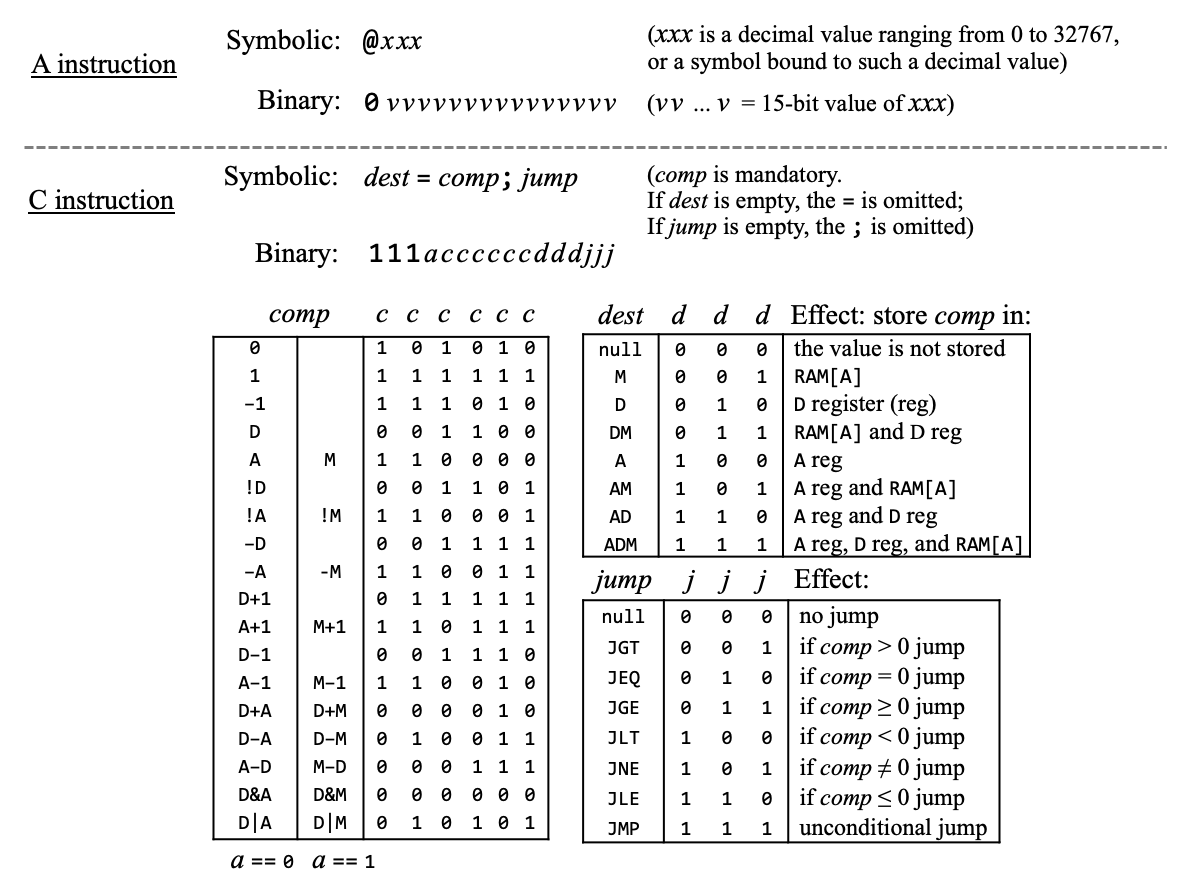 A instruction
Symbolic: @xxx (xxx is a decimal value ranging from 0 to 32767,
or a symbol bound to such a decimal value)
Binary: 0 vvvvvvvvvvvvvvv (vv ... v = 15-bit value of xxx)
C instruction
Symbolic: dest = comp ; jump (comp is mandatory.
If dest is empty, the = is omitted;
If jump is empty, the ; is omitted)
Binary: 111accccccdddjjj
comp c c c c c c
0 1 0 1 0 1 0
1 1 1 1 1 1 1
−1 1 1 1 0 1 0
D 0 0 1 1 0 0
A M 1 1 0 0 0 0
!D 0 0 1 1 0 1
!A !M 1 1 0 0 0 1
−D 0 0 1 1 1 1
−A -M 1 1 0 0 1 1
D+1 0 1 1 1 1 1
A+1 M+1 1 1 0 1 1 1
D−1 0 0 1 1 1 0
A−1 M−1 1 1 0 0 1 0
D+A D+M 0 0 0 0 1 0
D−A D−M 0 1 0 0 1 1
A−D M−D 0 0 0 1 1 1
D&A D&M 0 0 0 0 0 0
D|A D|M 0 1 0 1 0 1
a == 0 a == 1
dest d d d Effect: store comp in:
null 0 0 0 the value is not stored
M 0 0 1 RAM[A]
D 0 1 0 D register (reg)
DM 0 1 1 RAM[A] and D reg
A 1 0 0 A reg
AM 1 0 1 A reg and RAM[A]
AD 1 1 0 A reg and D reg
ADM 1 1 1 A reg, D reg, and RAM[A]
jump j j j Effect:
null 0 0 0 no jump
JGT 0 0 1 if comp > 0 jump
JEQ 0 1 0 if comp = 0 jump
JGE 0 1 1 if comp ≥ 0 jump
JLT 1 0 0 if comp < 0 jump
JNE 1 0 1 if comp ≠ 0 jump
JLE 1 1 0 if comp ≤ 0 jump
JMP 1 1 1 unconditional jump